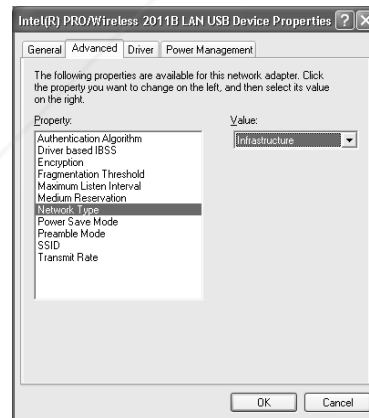 Intel(R) PRO/Wireless 2011B LAN USB Device Properties
General Advanced Driver Power Management
The following properties are available for this network adapter. Click
the property you want to change on the left, and then select its value
on the right.
Property: Value:
Authentication Algorithm Infrastructure
Driver based IBSS
Encryption
Fragmentation Threshold
Maximum Listen Interval
Medium Reservation
Network Type
Power Save Mode
Preamble Mode
SSID
Transmit Rate
OK Cancel